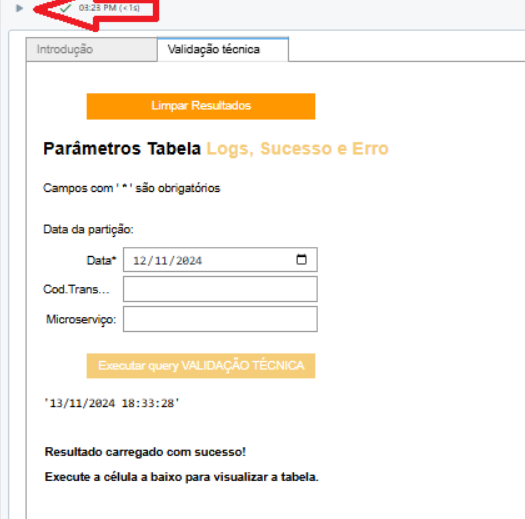 03:23 PM (<1s)
Introdução
Validação técnica
Limpar Resultados
Parâmetros Tabela Logs, Sucesso e Erro
Campos com ' * ' são obrigatórios
Data da partição:
Data* 12/11/2024
Cod.Trans...
Microserviço:
Executar query VALIDAÇÃO TÉCNICA
'13/11/2024 18:33:28'
Resultado carregado com sucesso!
Execute a célula a baixo para visualizar a tabela.